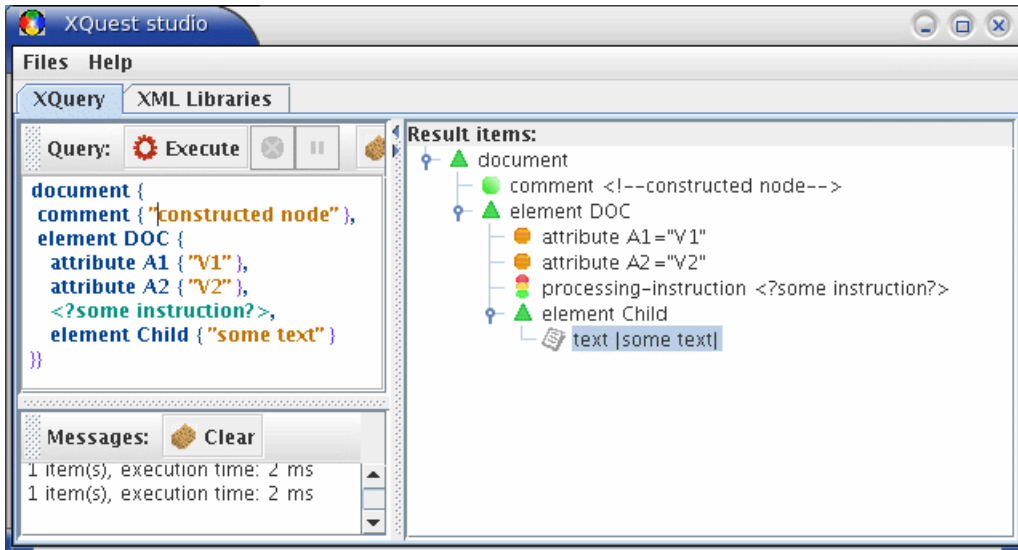 XQuest studio
Files Help
XQuery XML Libraries
Query: Execute
document {
comment {"constructed node"},
element DOC {
attribute A1 {"V1"},
attribute A2 {"V2"},
<?some instruction?>,
element Child {"some text"}
}}
Messages: Clear
1 item(s), execution time: 2 ms
1 item(s), execution time: 2 ms
Result items:
document
comment <!--constructed node-->
element DOC
attribute A1="V1"
attribute A2="V2"
processing-instruction <?some instruction?>
element Child
text |some text|